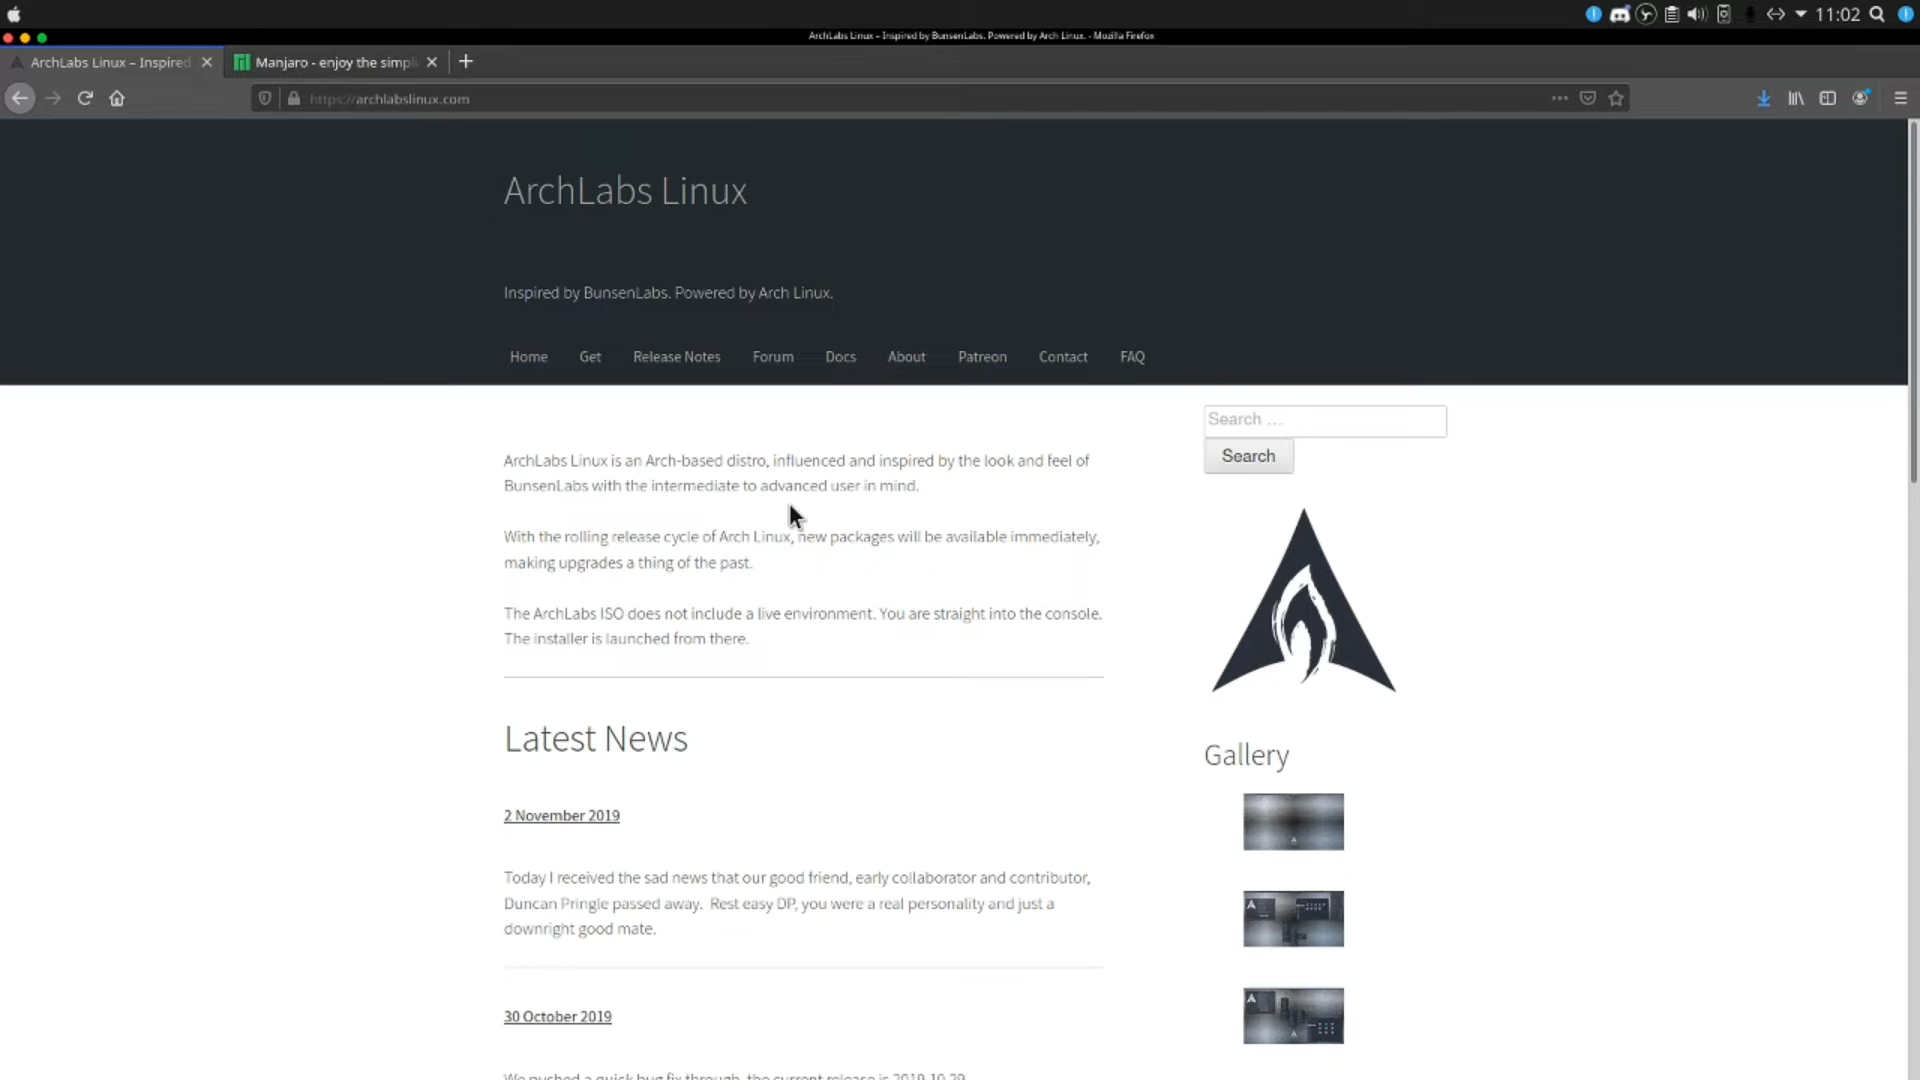 11:02
ArchLabs Linux – Inspired by BunsenLabs. Powered by Arch Linux. - Mozilla Firefox
ArchLabs Linux – Inspired
Manjaro - enjoy the simpl
https://archlabslinux.com
ArchLabs Linux
Inspired by BunsenLabs. Powered by Arch Linux.
Home Get Release Notes Forum Docs About Patreon Contact FAQ
Search ...
Search
ArchLabs Linux is an Arch-based distro, influenced and inspired by the look and feel of
BunsenLabs with the intermediate to advanced user in mind.
With the rolling release cycle of Arch Linux, new packages will be available immediately,
making upgrades a thing of the past.
The ArchLabs ISO does not include a live environment. You are straight into the console.
The installer is launched from there.
Latest News
Gallery
2 November 2019
Today I received the sad news that our good friend, early collaborator and contributor,
Duncan Pringle passed away. Rest easy DP, you were a real personality and just a
downright good mate.
30 October 2019
We pushed a quick bug fix through, the current release is 2019.10.29